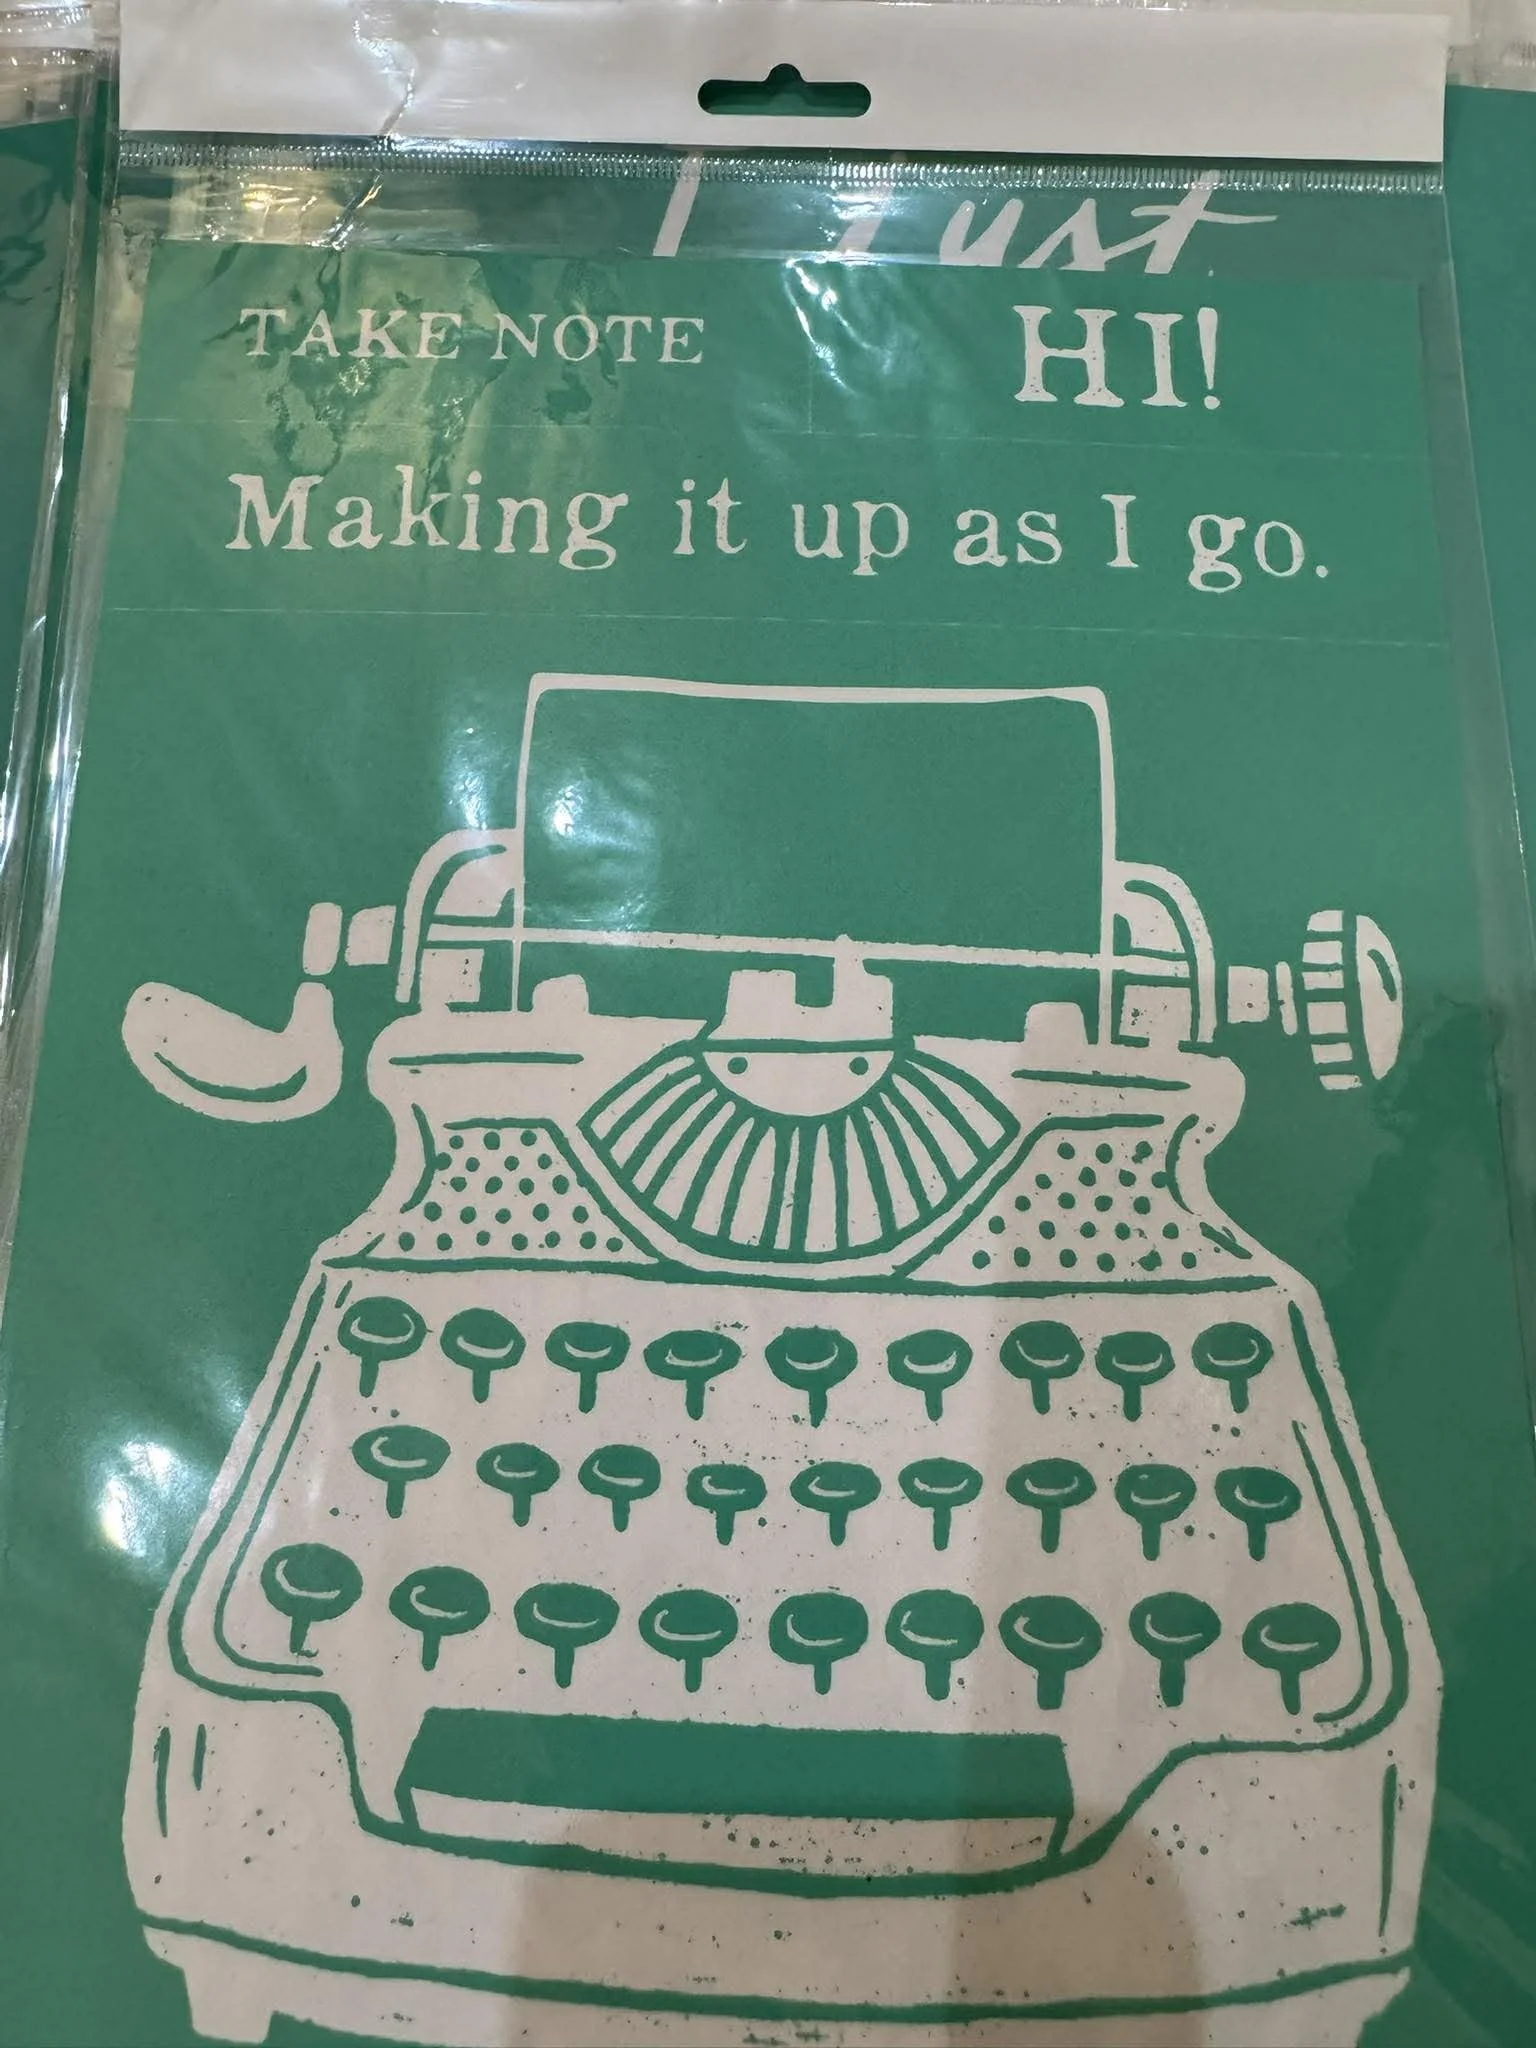 TAKE NOTE
HI!
Making it up as I go.